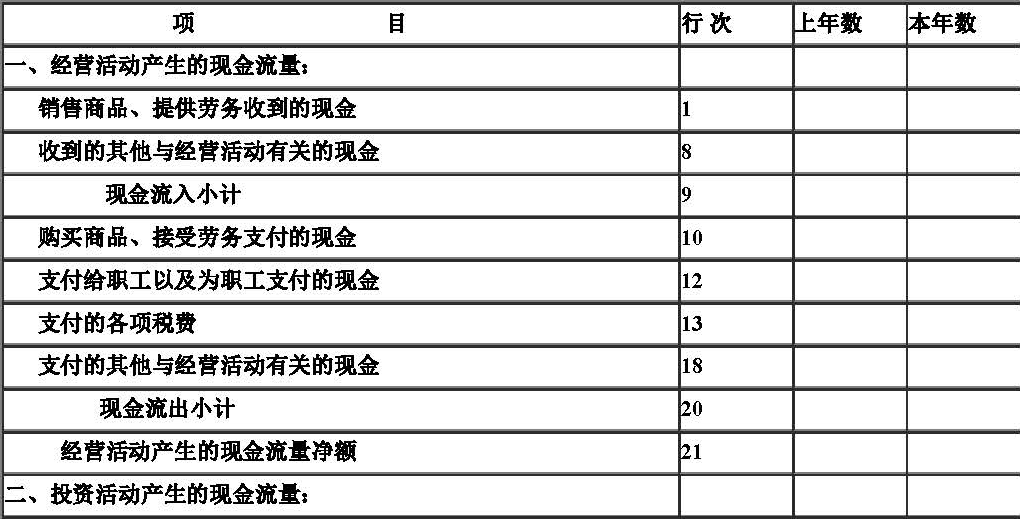 项 目 行 次 上年数 本年数
一、经营活动产生的现金流量：
销售商品、提供劳务收到的现金 1
收到的其他与经营活动有关的现金 8
现金流入小计 9
购买商品、接受劳务支付的现金 10
支付给职工以及为职工支付的现金 12
支付的各项税费 13
支付的其他与经营活动有关的现金 18
现金流出小计 20
经营活动产生的现金流量净额 21
二、投资活动产生的现金流量：